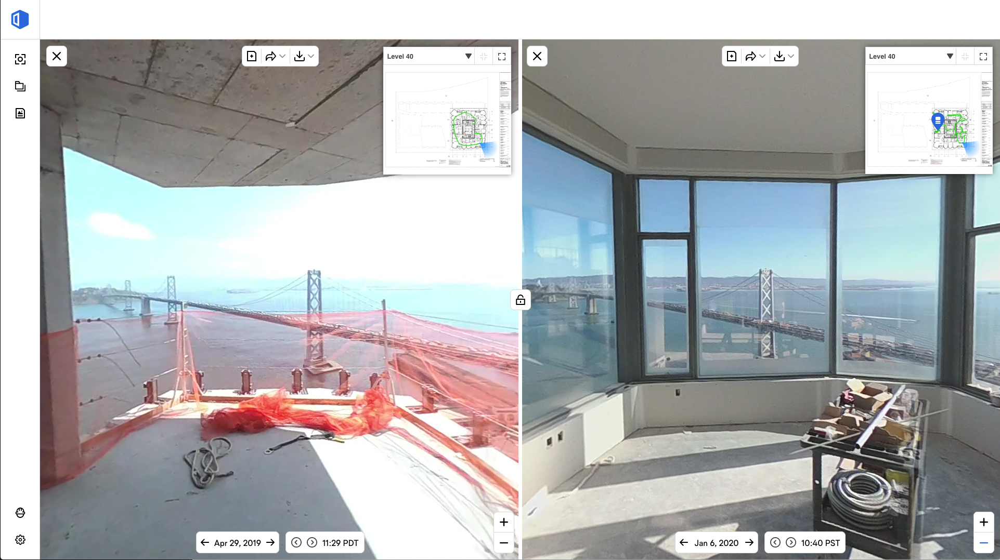 Level 40
Level 40
Apr 29, 2019
11:29 PDT
Jan 6, 2020
10:40 PST